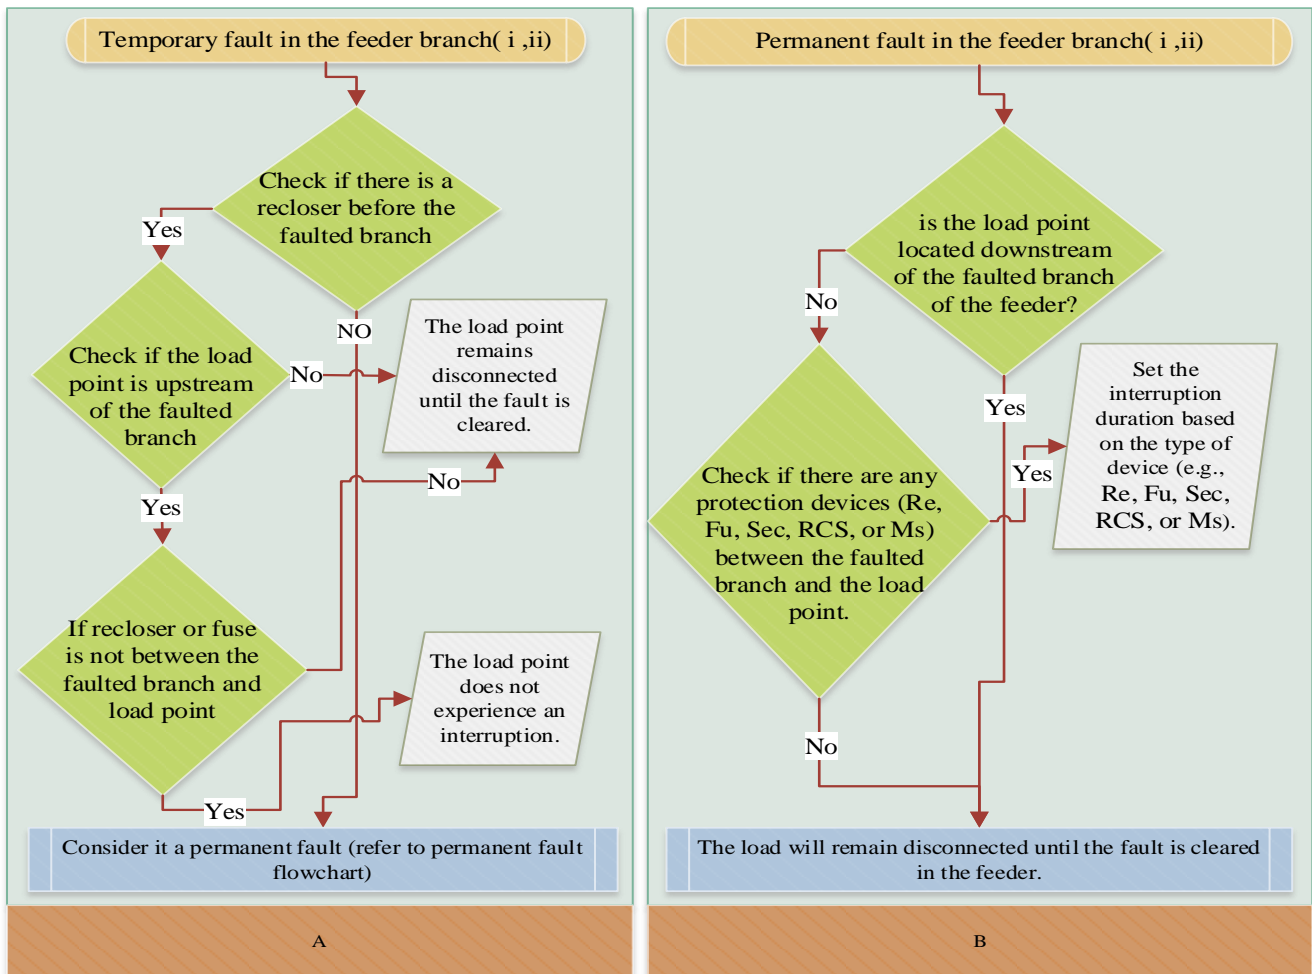 Temporary fault in the feeder branch( i ,ii)
Check if there is a
recloser before the
faulted branch
Yes
NO
Check if the load
point is upstream
of the faulted
branch
No
The load point
remains
disconnected
until the fault is
cleared.
Yes
No
If recloser or fuse
is not between the
faulted branch and
load point
The load point
does not
experience an
interruption.
Yes
Consider it a permanent fault (refer to permanent fault
flowchart)
A
Permanent fault in the feeder branch( i ,ii)
is the load point
located downstream
of the faulted branch
of the feeder?
No
Yes
Check if there are any
protection devices (Re,
Fu, Sec, RCS, or Ms)
between the faulted
branch and the load
point.
Yes
Set the
interruption
duration based
on the type of
device (e.g.,
Re, Fu, Sec,
RCS, or Ms).
No
The load will remain disconnected until the fault is cleared
in the feeder.
B